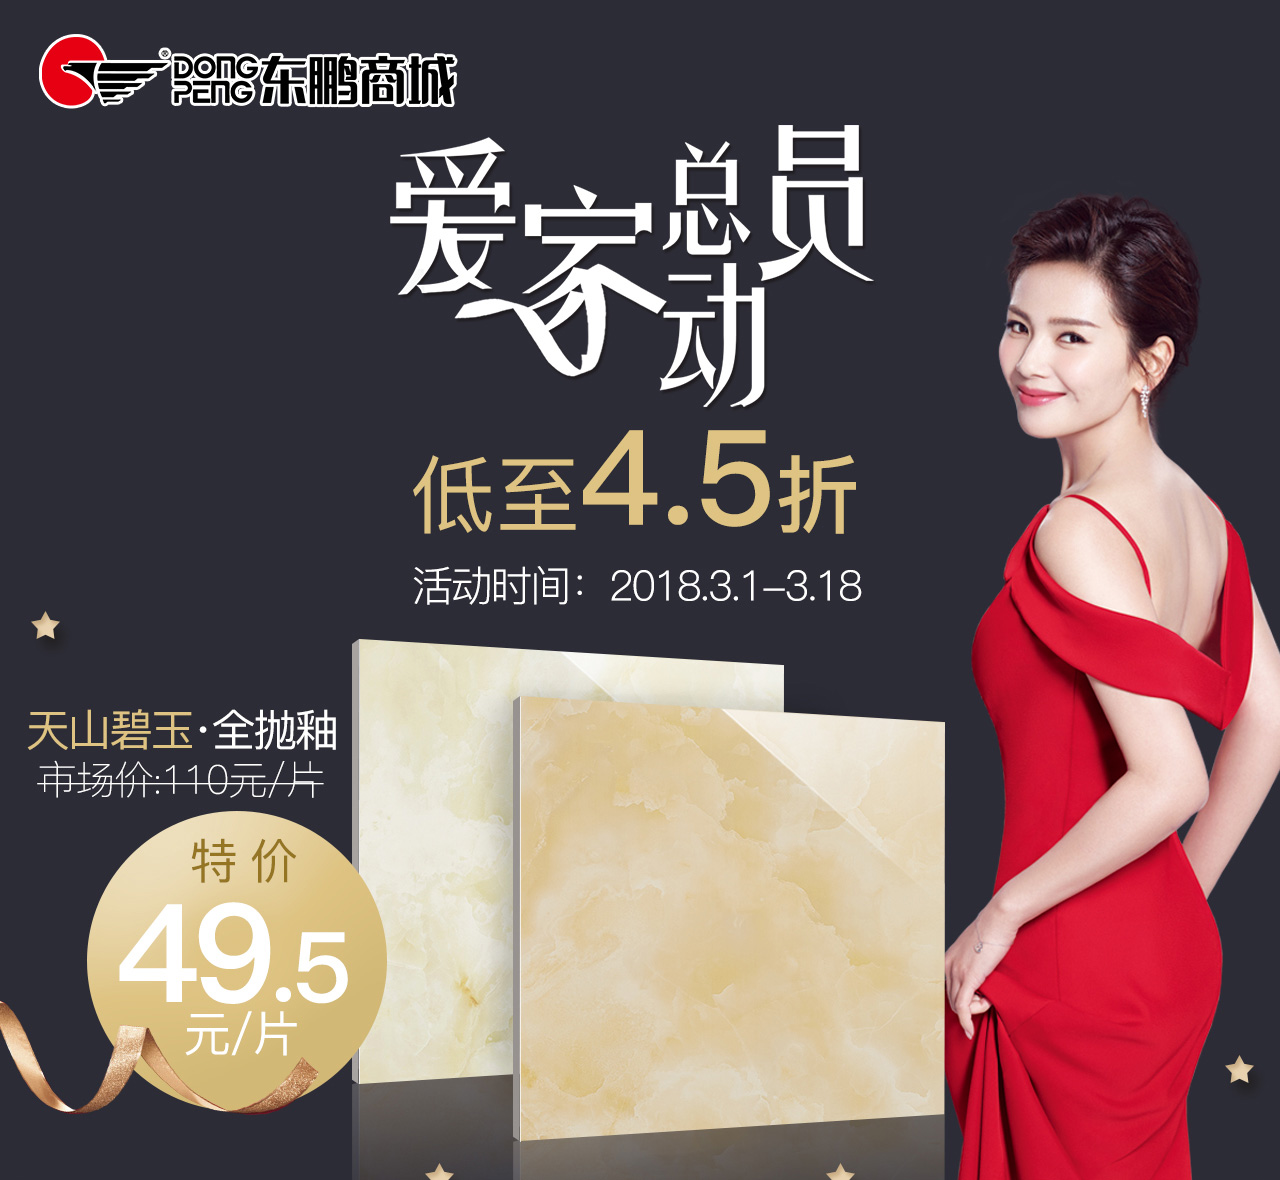 DONG
PENG 东鹏商城
®
爱家总动员
低至4.5折
活动时间：2018.3.1-3.18
天山碧玉·全抛釉
市场价:110元/片
特价
49.5
元/片